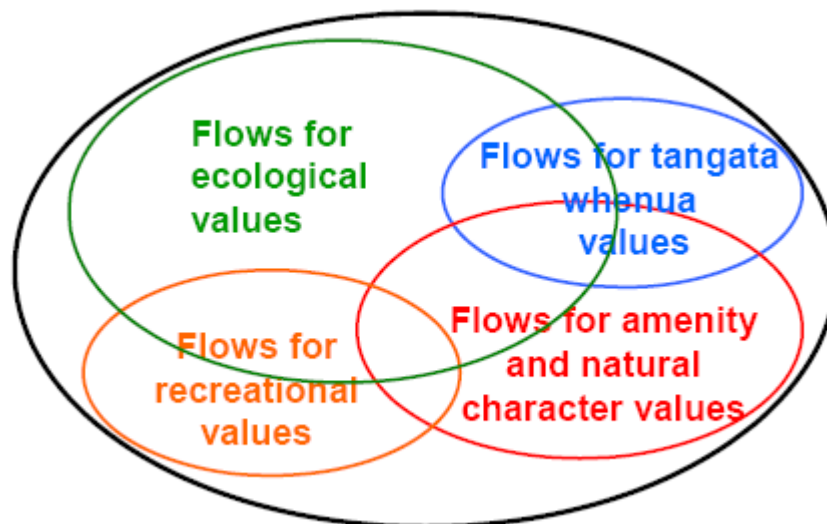 Flows for
ecological
values
Flows for tangata
whenua
values
Flows for
recreational
values
Flows for amenity
and natural
character values